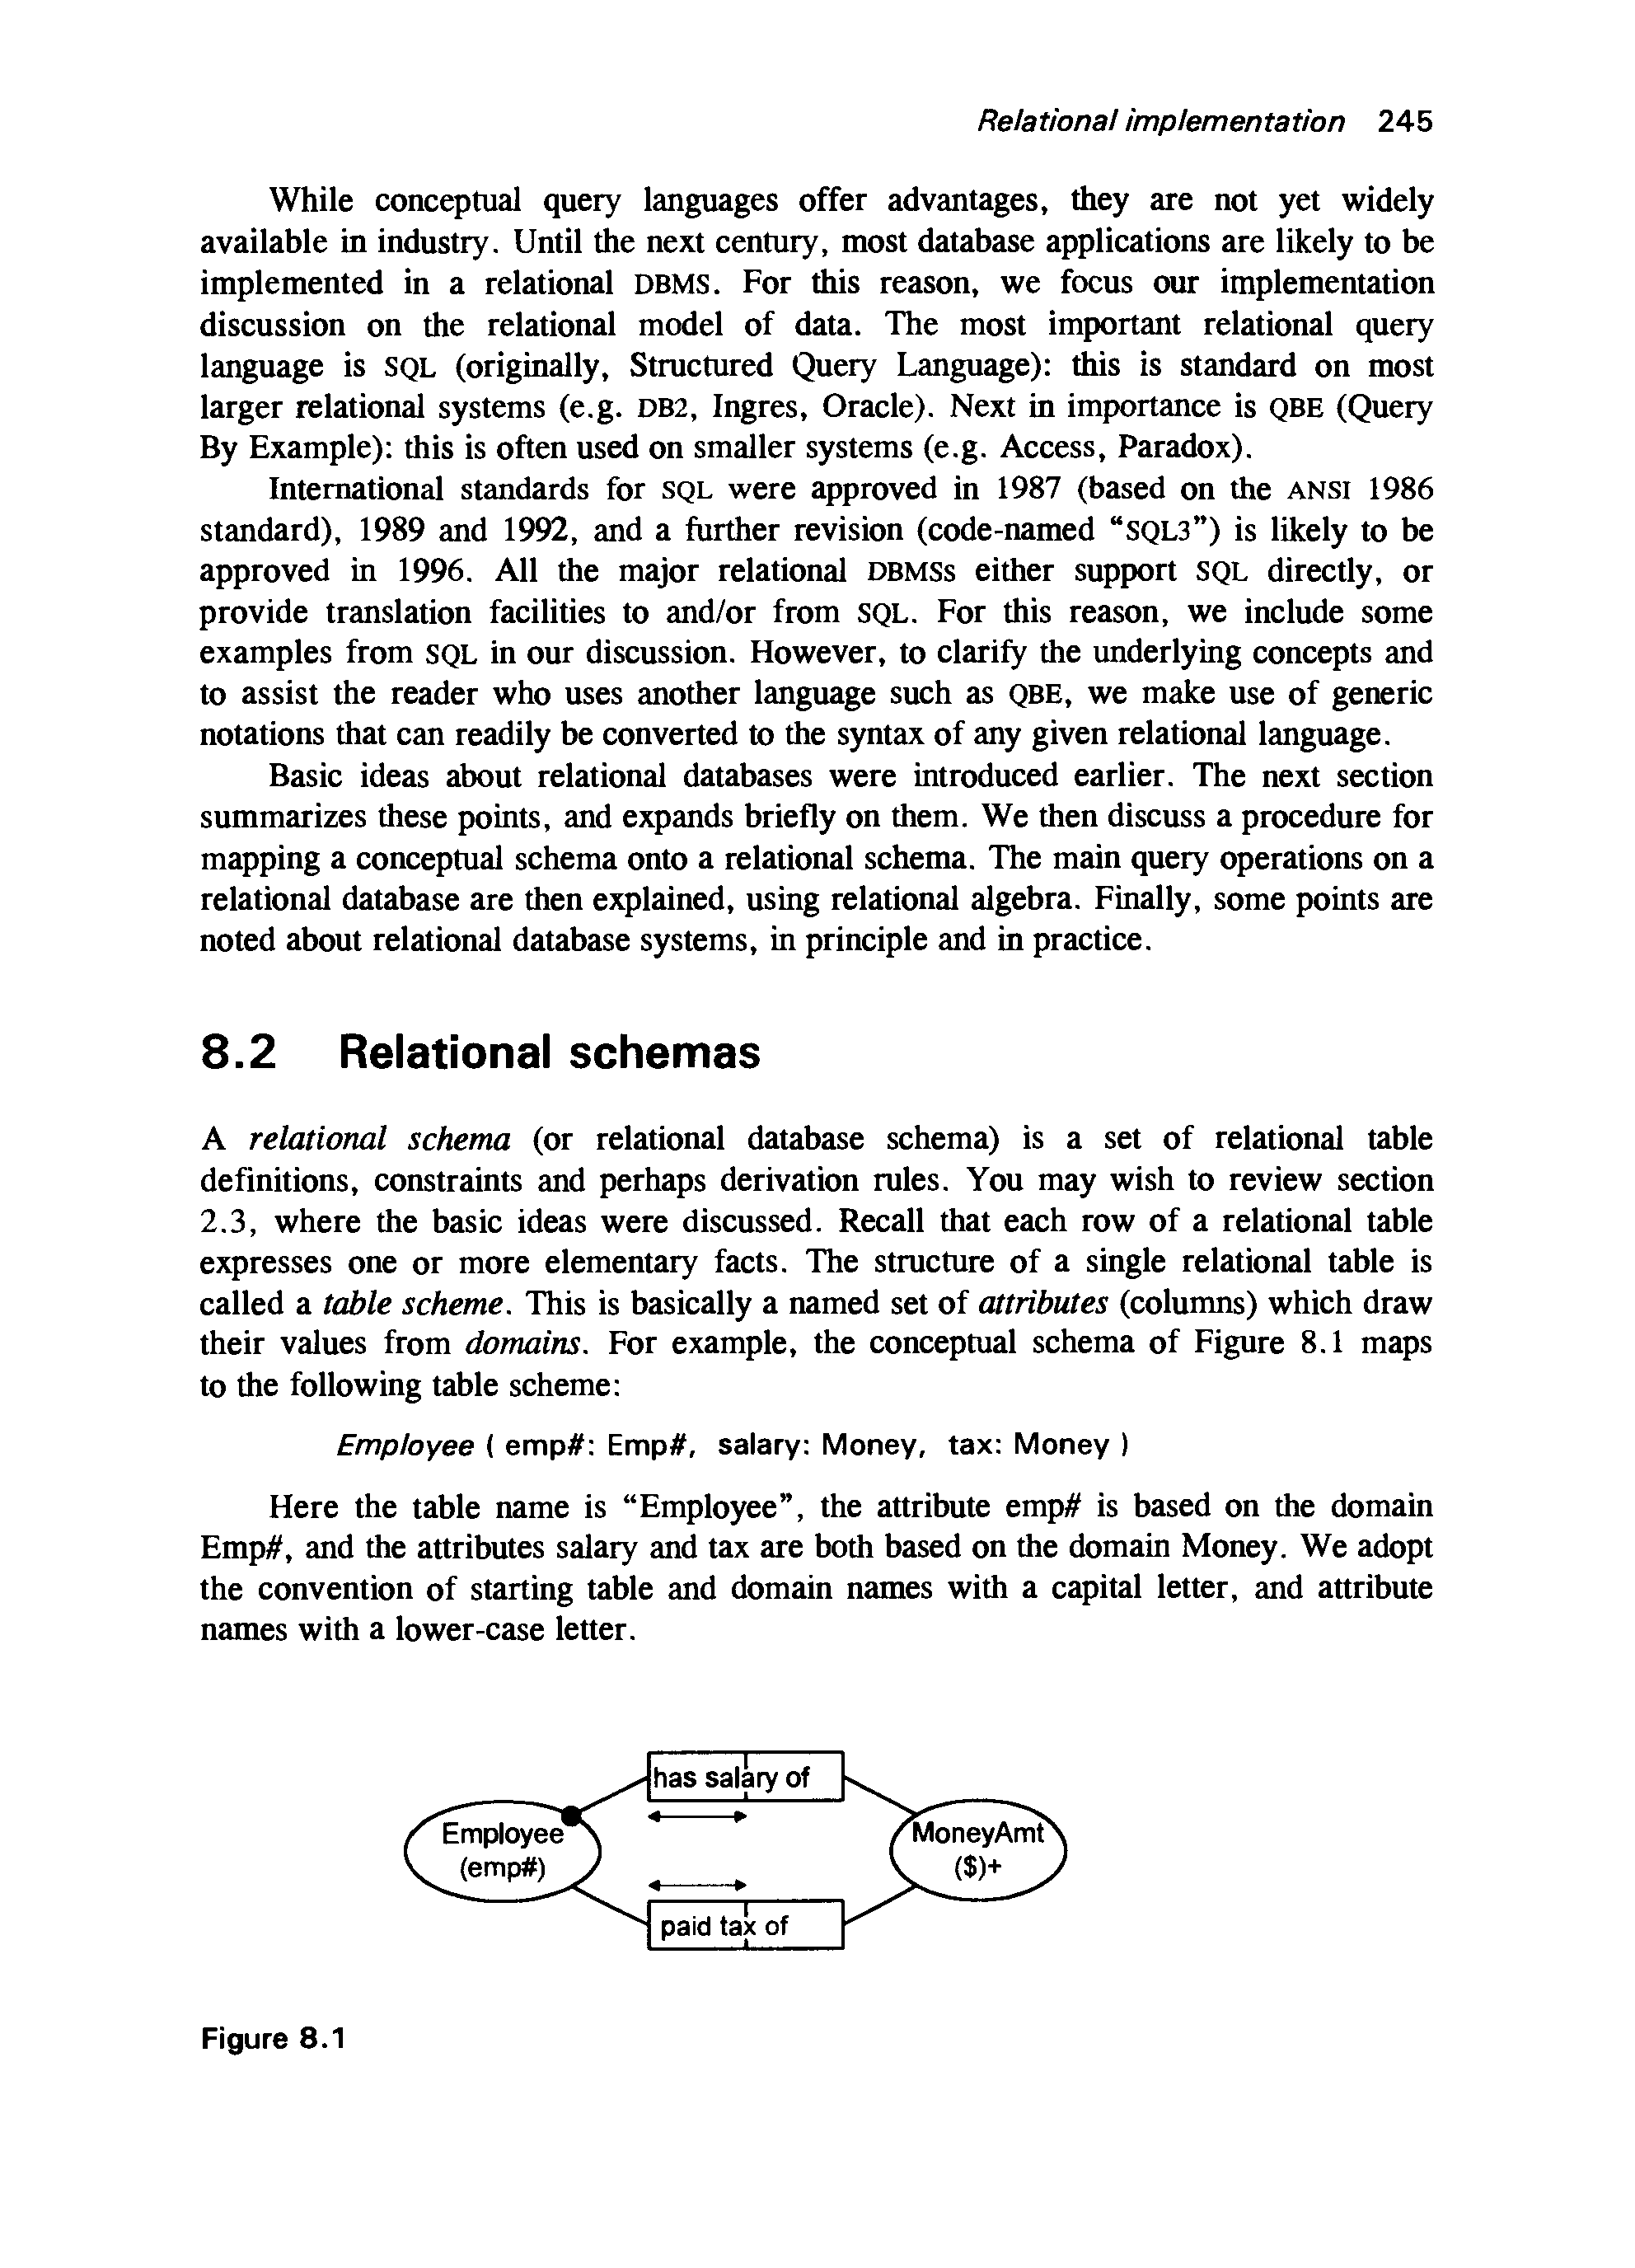 Relational implementation 245
While conceptual query languages offer advantages, they are not yet widely
available in industry. Until the next century, most database applications are likely to be
implemented in a relational DBMS. For this reason, we focus our implementation
discussion on the relational model of data. The most important relational query
language is SQL (originally, Structured Query Language): this is standard on most
larger relational systems (e.g. DB2, Ingres, Oracle). Next in importance is QBE (Query
By Example): this is often used on smaller systems (e.g. Access, Paradox).
International standards for SQL were approved in 1987 (based on the ANSI 1986
standard), 1989 and 1992, and a further revision (code-named “SQL3”) is likely to be
approved in 1996. All the major relational DBMSs either support SQL directly, or
provide translation facilities to and/or from SQL. For this reason, we include some
examples from SQL in our discussion. However, to clarify the underlying concepts and
to assist the reader who uses another language such as QBE, we make use of generic
notations that can readily be converted to the syntax of any given relational language.
Basic ideas about relational databases were introduced earlier. The next section
summarizes these points, and expands briefly on them. We then discuss a procedure for
mapping a conceptual schema onto a relational schema. The main query operations on a
relational database are then explained, using relational algebra. Finally, some points are
noted about relational database systems, in principle and in practice.
8.2 Relational schemas
A relational schema (or relational database schema) is a set of relational table
definitions, constraints and perhaps derivation rules. You may wish to review section
2.3, where the basic ideas were discussed. Recall that each row of a relational table
expresses one or more elementary facts. The structure of a single relational table is
called a table scheme. This is basically a named set of attributes (columns) which draw
their values from domains. For example, the conceptual schema of Figure 8.1 maps
to the following table scheme:
Employee ( emp#: Emp#, salary: Money, tax: Money )
Here the table name is “Employee”, the attribute emp# is based on the domain
Emp#, and the attributes salary and tax are both based on the domain Money. We adopt
the convention of starting table and domain names with a capital letter, and attribute
names with a lower-case letter.
has salary of
Employee
(emp#)
MoneyAmt
($)+
paid tax of
Figure 8.1